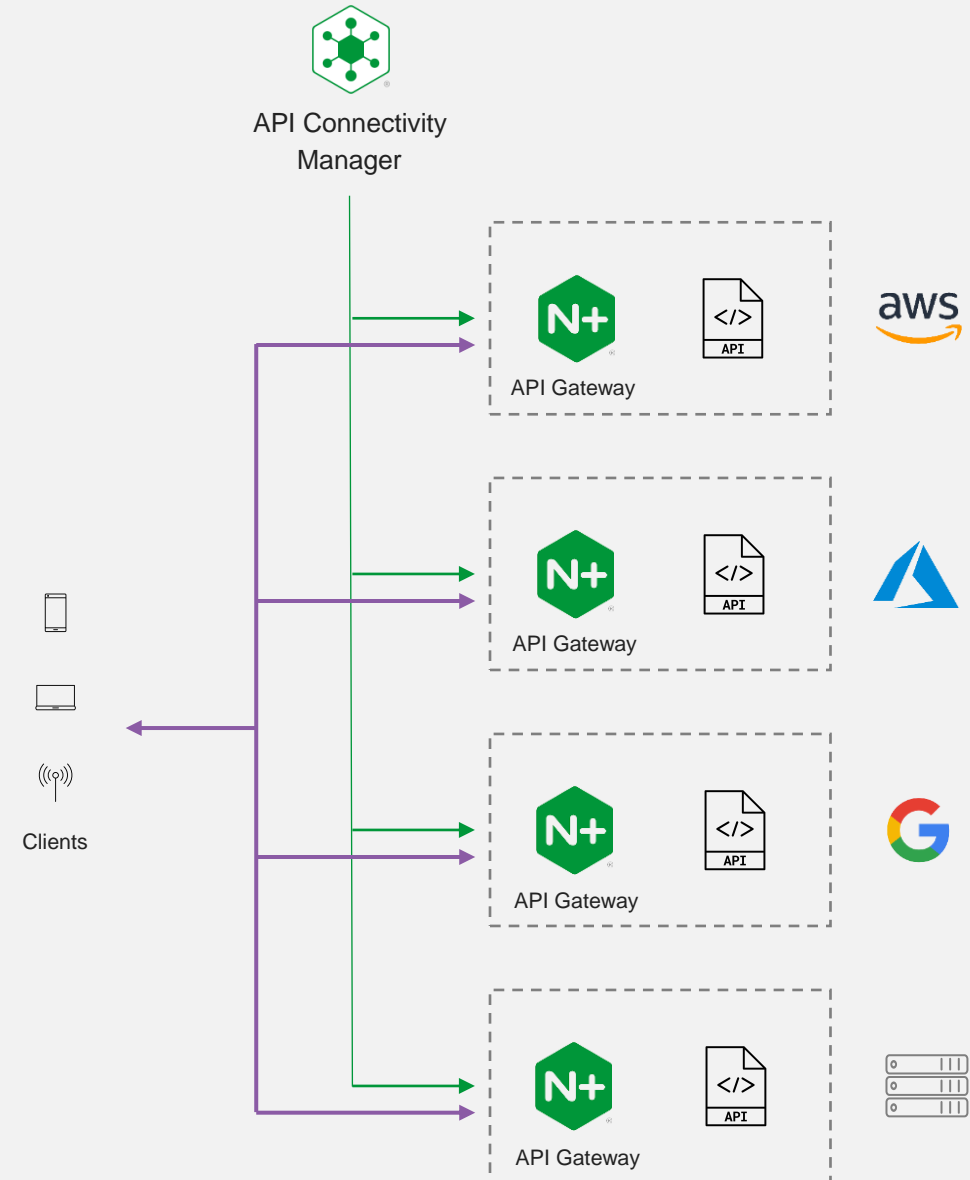 API Connectivity
Manager
N+
</>
API
aws
API Gateway
N+
</>
API
API Gateway
N+
</>
API
API Gateway
Clients
N+
</>
API
API Gateway